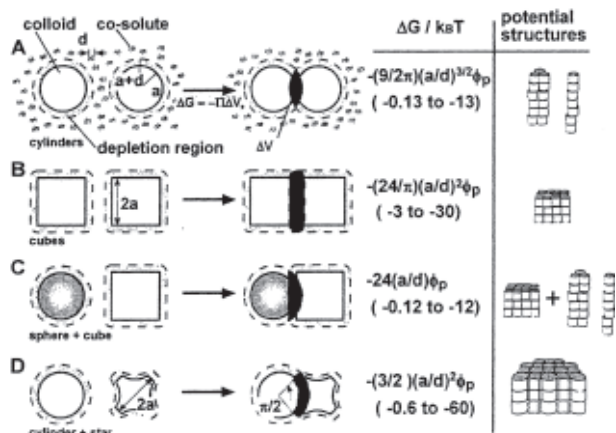 colloid co-solute ΔG / kBT potential structures
d
A
a+d
a
ΔG = -ΠΔV
-(9/2π)(a/d)^3/2 ϕp
( -0.13 to -13)
ΔV
depletion region
cylinders
B
2a
-(24/π)(a/d)²ϕp
( -3 to -30)
cubes
C
-24(a/d)ϕp
( -0.12 to -12)
+
sphere + cube
D
2a
π/2
-(3/2 )(a/d)²ϕp
(-0.6 to -60)
cylinder + star